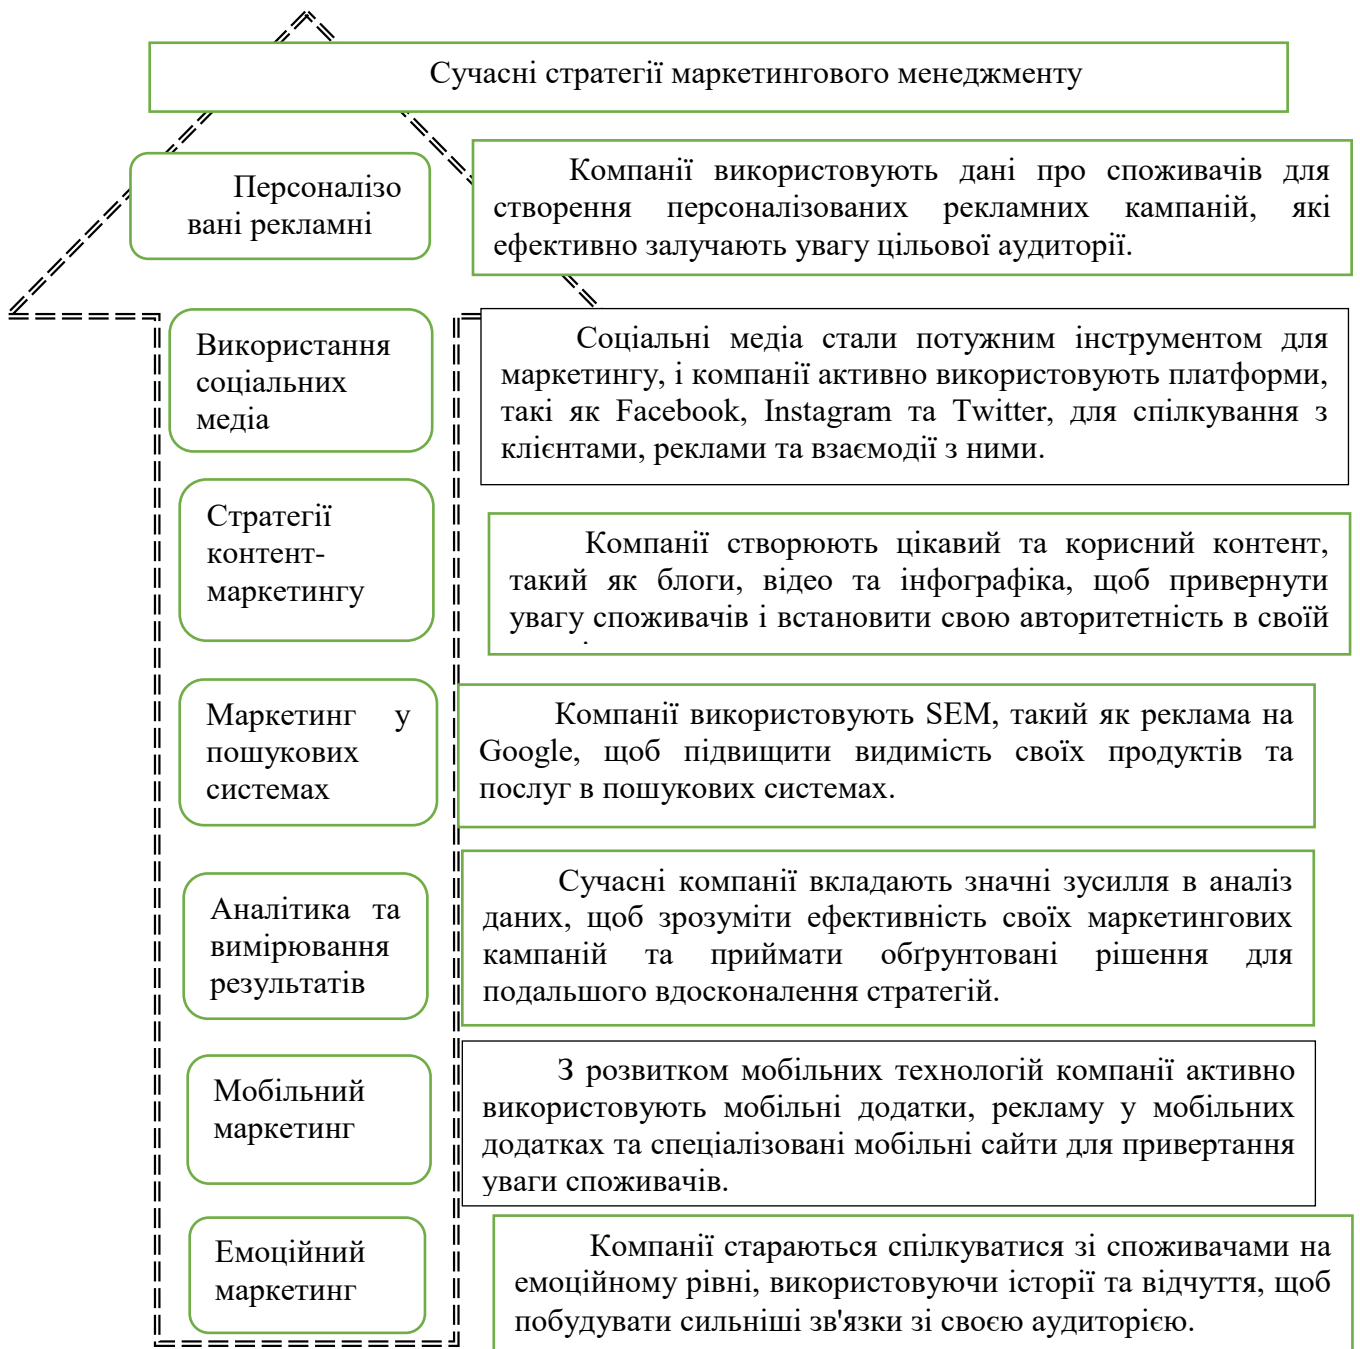 Сучасні стратегії маркетингового менеджменту
Персоналізо
вані рекламні
Компанії використовують дані про споживачів для
створення персоналізованих рекламних кампаній, які
ефективно залучають увагу цільової аудиторії.
Використання
соціальних
медіа
Соціальні медіа стали потужним інструментом для
маркетингу, і компанії активно використовують платформи,
такі як Facebook, Instagram та Twitter, для спілкування з
клієнтами, реклами та взаємодії з ними.
Стратегії
контент-
маркетингу
Компанії створюють цікавий та корисний контент,
такий як блоги, відео та інфографіка, щоб привернути
увагу споживачів і встановити свою авторитетність в своїй
Маркетинг у
пошукових
системах
Компанії використовують SEM, такий як реклама на
Google, щоб підвищити видимість своїх продуктів та
послуг в пошукових системах.
Аналітика та
вимірювання
результатів
Сучасні компанії вкладають значні зусилля в аналіз
даних, щоб зрозуміти ефективність своїх маркетингових
кампаній та приймати обґрунтовані рішення для
подальшого вдосконалення стратегій.
Мобільний
маркетинг
З розвитком мобільних технологій компанії активно
використовують мобільні додатки, рекламу у мобільних
додатках та спеціалізовані мобільні сайти для привертання
уваги споживачів.
Емоційний
маркетинг
Компанії стараються спілкуватися зі споживачами на
емоційному рівні, використовуючи історії та відчуття, щоб
побудувати сильніші зв'язки зі своєю аудиторією.